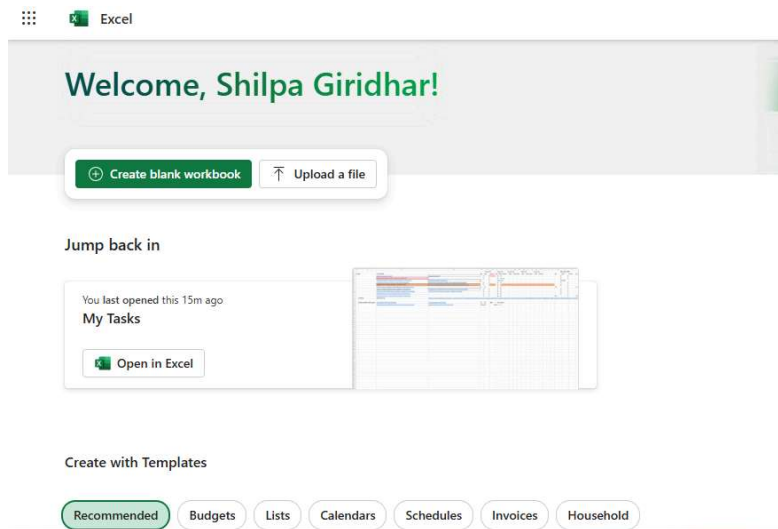 Excel
Welcome, Shilpa Giridhar!
Create blank workbook
Upload a file
Jump back in
You last opened this 15m ago
My Tasks
Open in Excel
Create with Templates
Recommended
Budgets
Lists
Calendars
Schedules
Invoices
Household